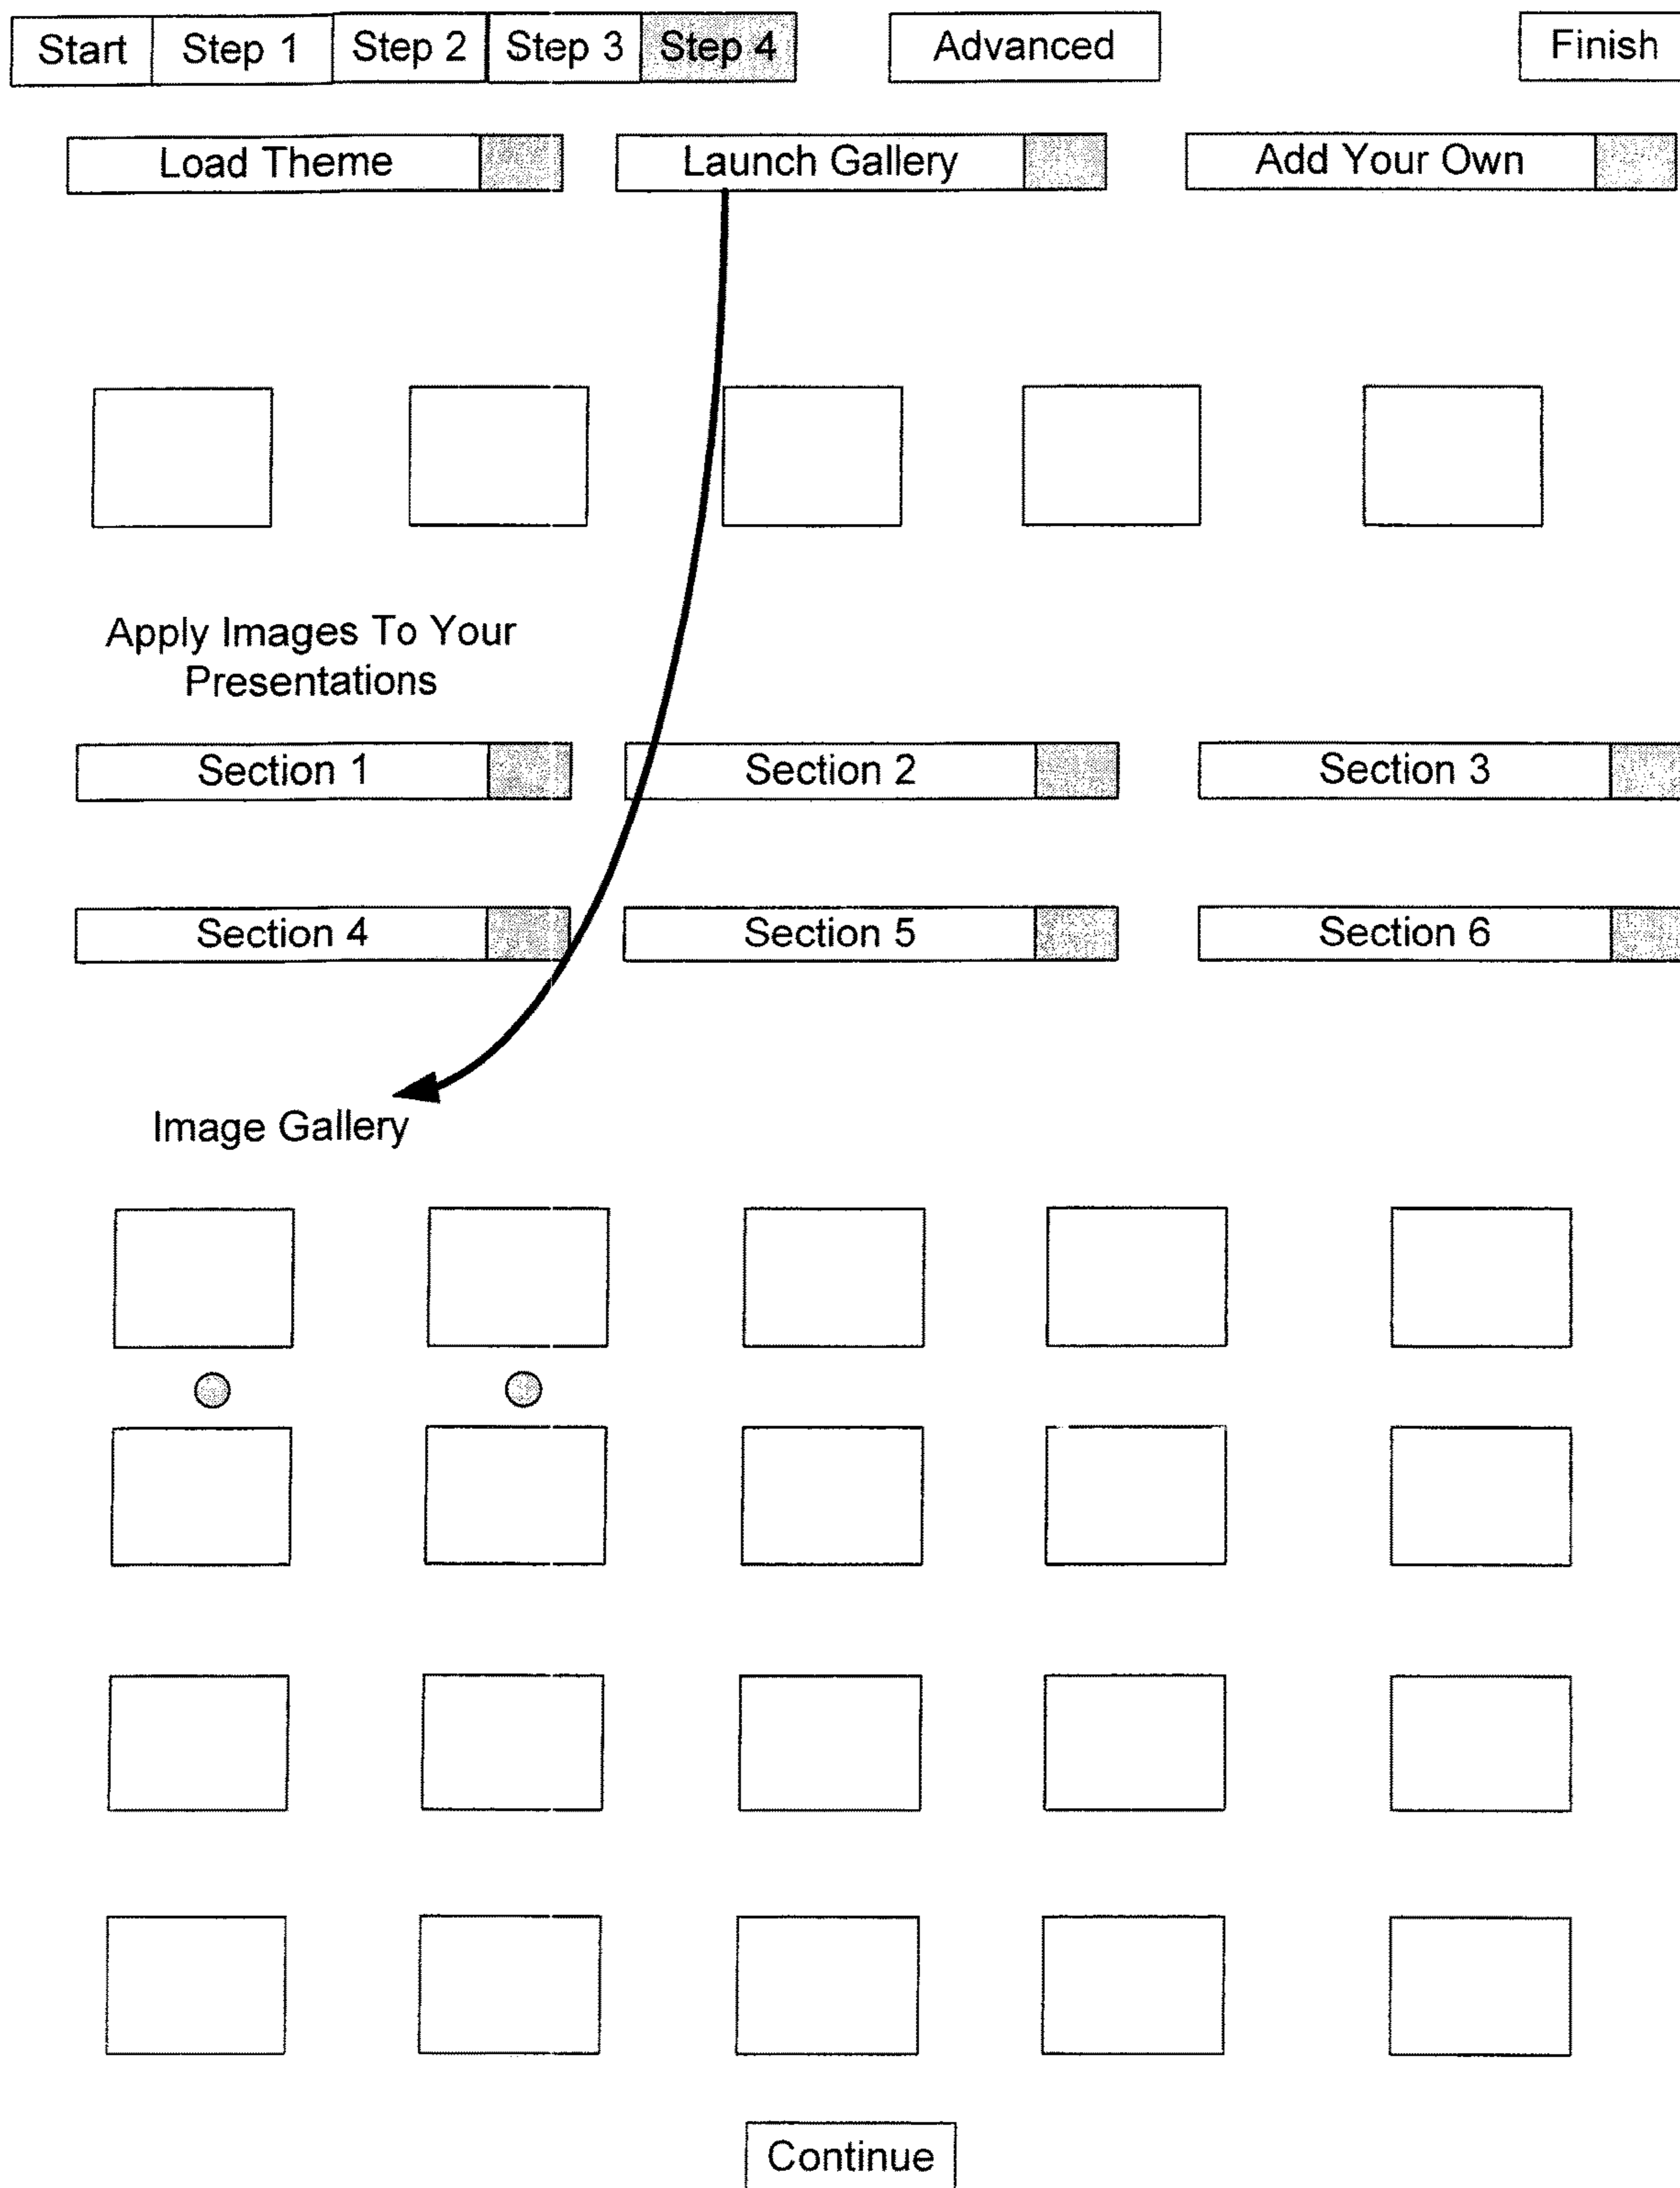 Start Step 1 Step 2 Step 3 Step 4 Advanced Finish
Load Theme Launch Gallery Add Your Own
Apply Images To Your
Presentations
Section 1 Section 2 Section 3
Section 4 Section 5 Section 6
Image Gallery
Continue